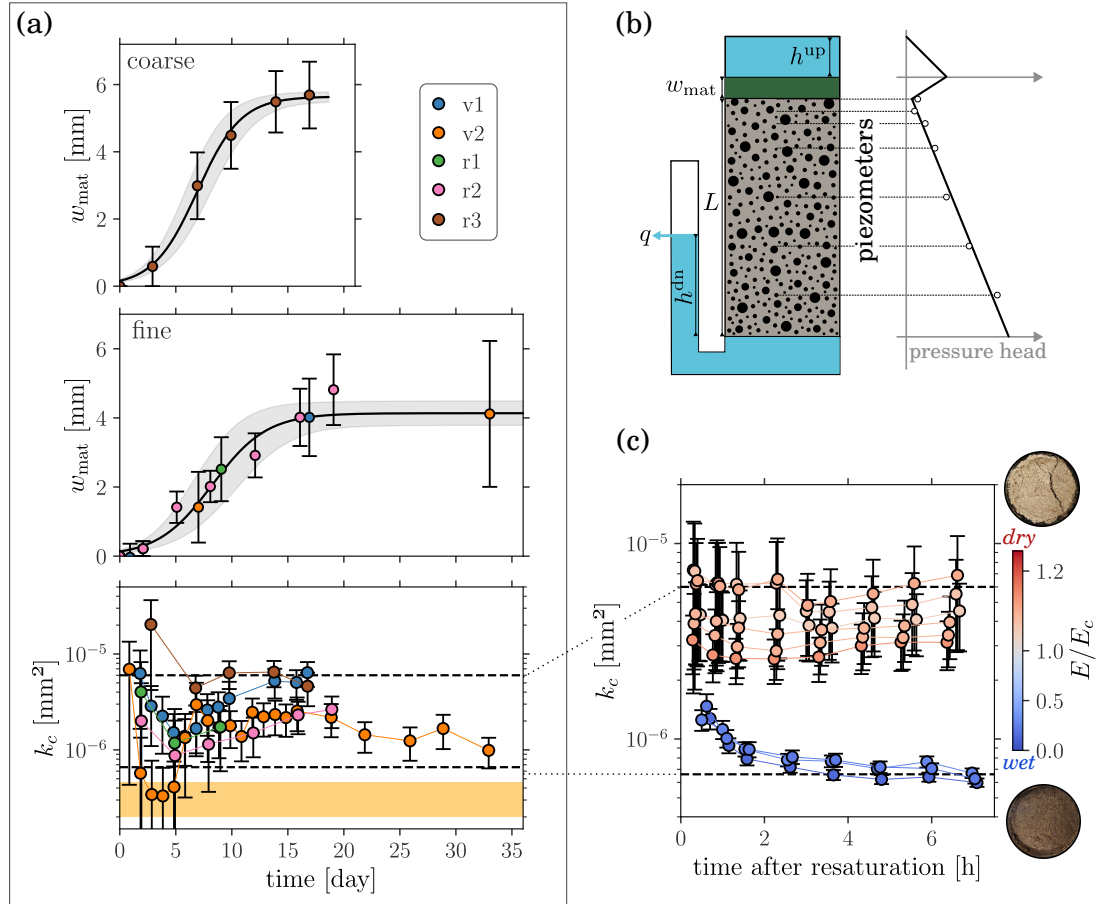 (a)
coarse
w_mat [mm]
6
4
2
0
v1
v2
r1
r2
r3
fine
w_mat [mm]
6
4
2
0
k_c [mm²]
10⁻⁵
10⁻⁶
0 5 10 15 20 25 30 35
time [day]
(b)
h^up
w_mat
L
q
h^dn
piezometers
pressure head
(c)
k_c [mm²]
10⁻⁵
10⁻⁶
0 2 4 6
time after resaturation [h]
dry
1.2
1.0
0.5
0.0
wet
E/E_c